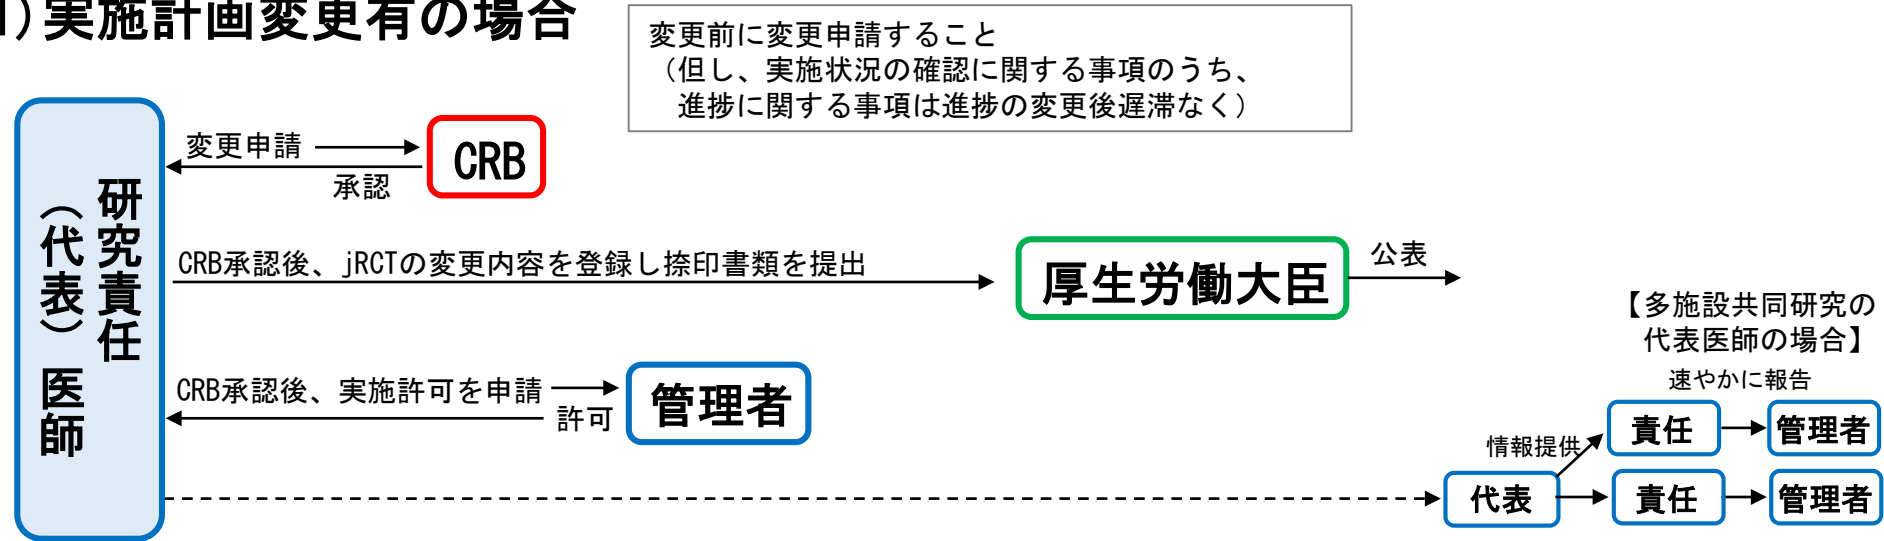 1)実施計画変更有の場合
変更前に変更申請すること
（但し、実施状況の確認に関する事項のうち、
進捗に関する事項は進捗の変更後遅滞なく）
研究責任
（代表）医師
変更申請
CRB
承認
CRB承認後、jRCTの変更内容を登録し捺印書類を提出
厚生労働大臣
公表
CRB承認後、実施許可を申請
許可
管理者
【多施設共同研究の
代表医師の場合】
速やかに報告
情報提供
責任
管理者
代表
責任
管理者